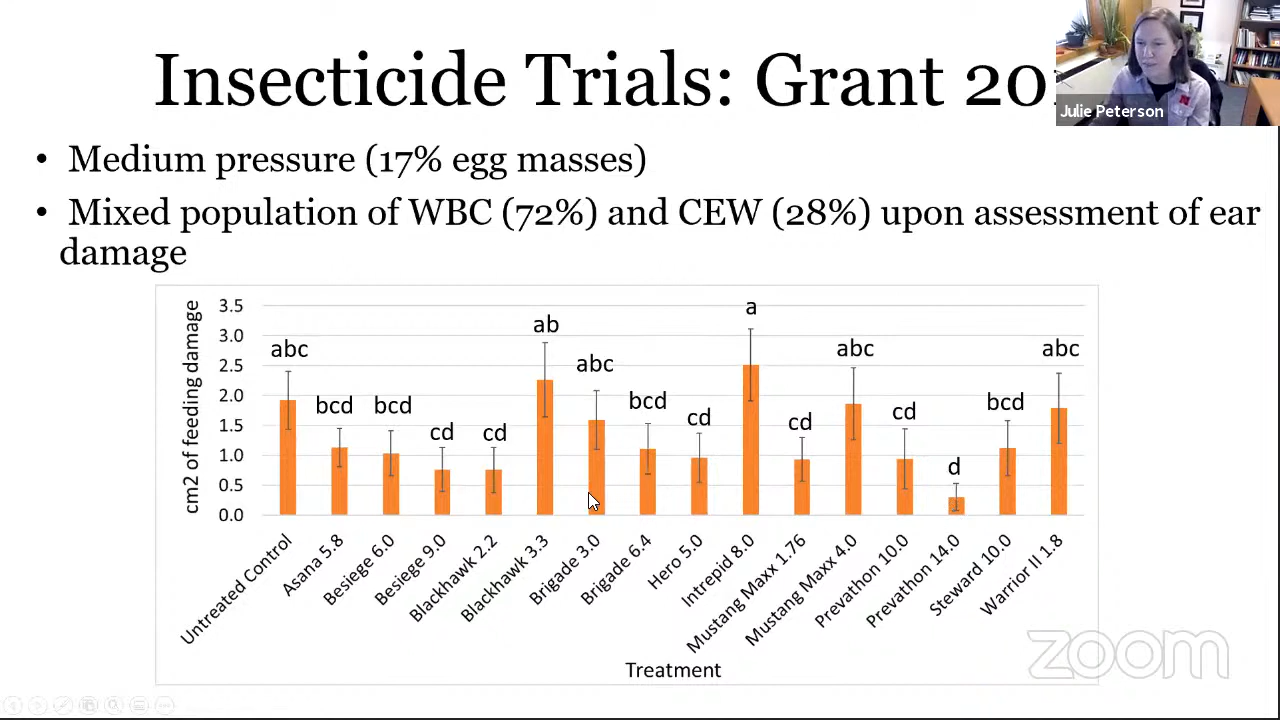 Insecticide Trials: Grant
Julie Peterson
• Medium pressure (17% egg masses)
• Mixed population of WBC (72%) and CEW (28%) upon assessment of ear
damage
cm2 of feeding damage
3.5
3.0
2.5
2.0
1.5
1.0
0.5
0.0
abc
bcd
bcd
cd
cd
ab
abc
bcd
cd
a
cd
abc
cd
d
bcd
abc
Untreated Control
Asana 5.8
Besiege 6.0
Besiege 9.0
Blackhawk 2.2
Blackhawk 3.3
Brigade 3.0
Brigade 6.4
Hero 5.0
Intrepid 8.0
Mustang Maxx 1.76
Mustang Maxx 4.0
Prevathon 10.0
Prevathon 14.0
Steward 10.0
Warrior II 1.8
Treatment
zoom